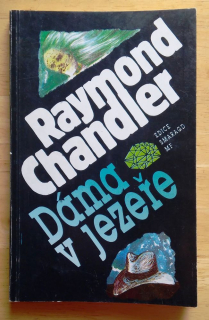 Raymond
Chandler
Dáma
v jezeře
EDICE
SMARAGD
MF